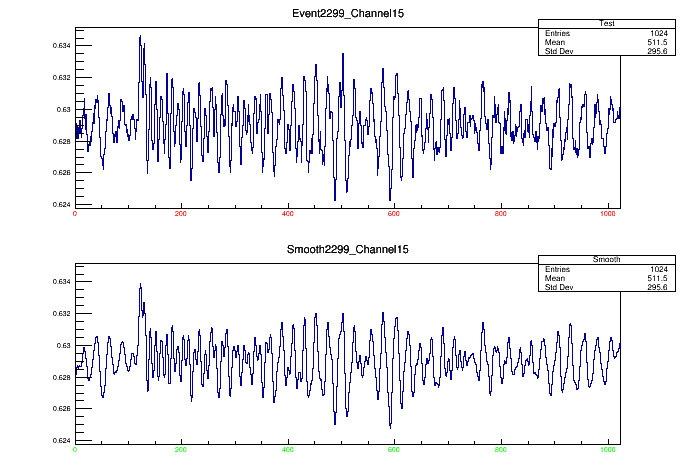 Event2299_Channel15
Test
Entries 1024
Mean 511.5
Std Dev 295.6
0.634
0.632
0.63
0.628
0.626
0.624
0 200 400 600 800 1000
Smooth2299_Channel15
Smooth
Entries 1024
Mean 511.5
Std Dev 295.6
0.634
0.632
0.63
0.628
0.626
0.624
0 200 400 600 800 1000